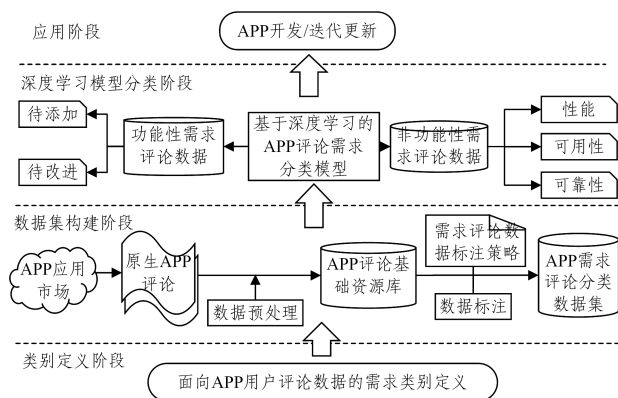 应用阶段
APP开发/迭代更新
深度学习模型分类阶段
待添加
待改进
功能性需求
评论数据
基于深度学习的
APP评论需求
分类模型
非功能性需
求评论数据
性能
可用性
可靠性
数据集构建阶段
APP应用
市场
原生APP
评论
数据预处理
APP评论基
础资源库
需求评论数
据标注策略
数据标注
APP需求
评论分类
数据集
类别定义阶段
面向APP用户评论数据的需求类别定义